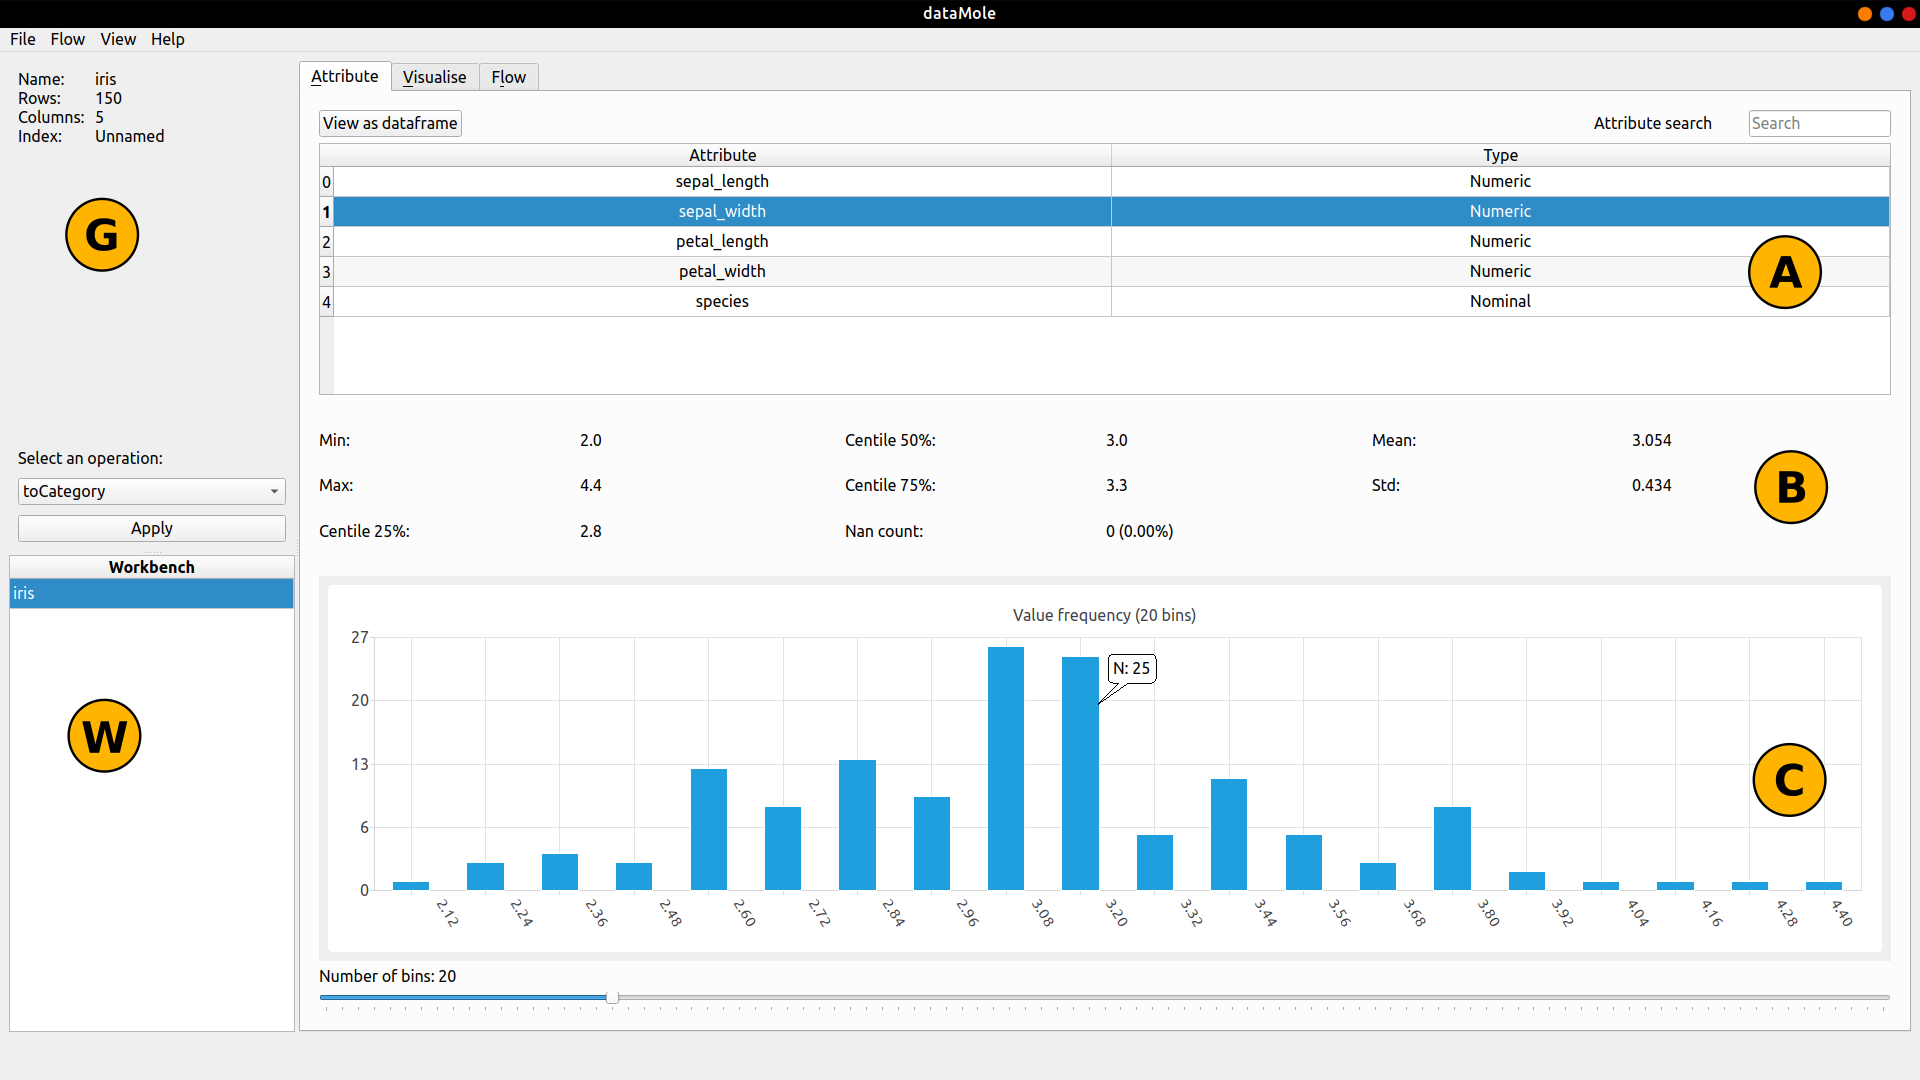 dataMole
File Flow View Help
Name: iris
Rows: 150
Columns: 5
Index: Unnamed
G
Select an operation:
toCategory
Apply
Workbench
iris
W
Attribute Visualise Flow
View as dataframe Attribute search Search
Attribute Type
0 sepal_length Numeric
1 sepal_width Numeric
2 petal_length Numeric
3 petal_width Numeric
4 species Nominal
A
Min: 2.0 Centile 50%: 3.0 Mean: 3.054
Max: 4.4 Centile 75%: 3.3 Std: 0.434
Centile 25%: 2.8 Nan count: 0 (0.00%)
B
Value frequency (20 bins)
27
20
13
6
0
N: 25
C
2.12 2.24 2.36 2.48 2.60 2.72 2.84 2.96 3.08 3.20 3.32 3.44 3.56 3.68 3.80 3.92 4.04 4.16 4.28 4.40
Number of bins: 20